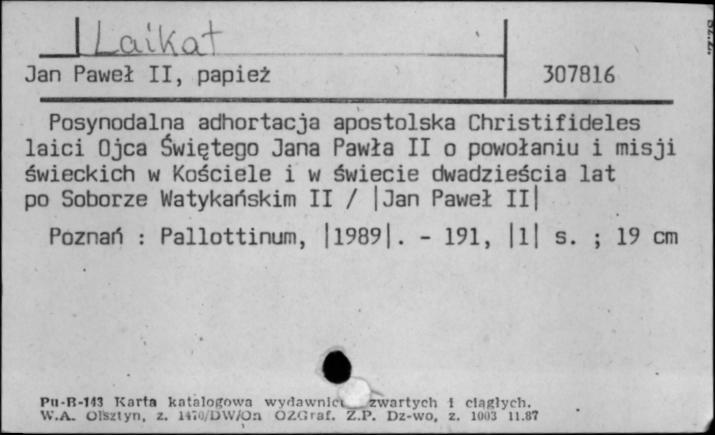 Laikat
Jan Paweł II, papież 307816
Posynodalna adhortacja apostolska Christifideles
laici Ojca Świętego Jana Pawła II o powołaniu i misji
świeckich w Kościele i w świecie dwadzieścia lat
po Soborze Watykańskim II / |Jan Paweł II|
Poznań : Pallottinum, |1989|. - 191, |1| s. ; 19 cm
Pu-B-143 Karta katalogowa zwartych i ciągłych.
W.A. Olsztyn, z. 1470/DW/On OZGraf. Z.P. Dz-wo, z. 1003 11.87